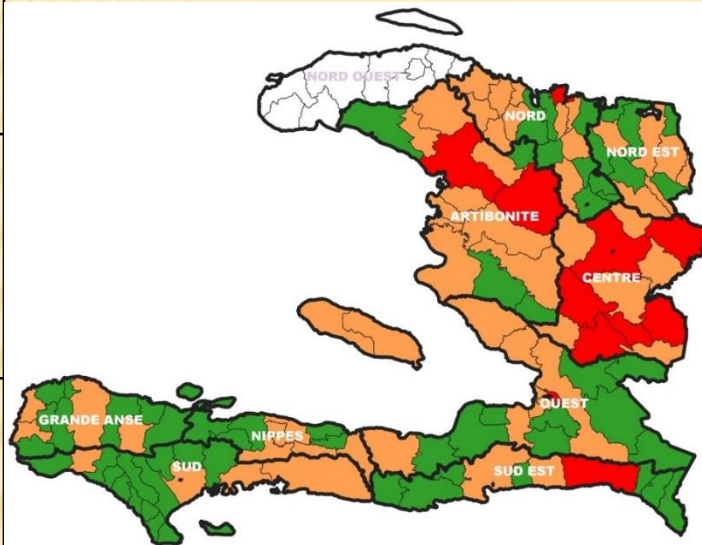 NORD OUEST
NORD
NORD EST
ARTIBONITE
CENTRE
OUEST
GRANDE ANSE
NIPPES
SUD
SUD EST